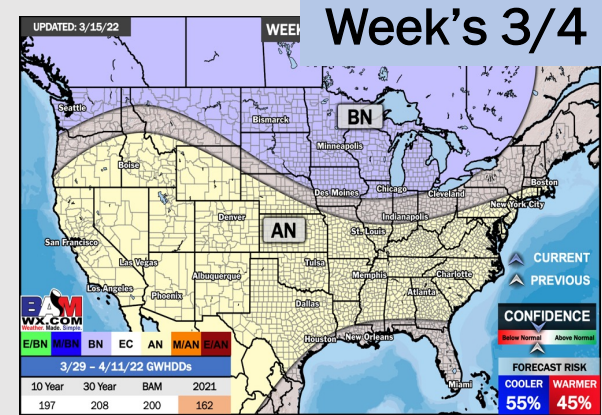 Week's 3/4
UPDATED: 3/15/22
WEEK
Seattle
Bismarck
BN
Minneapolis
Boise
Des Moines
Chicago
Cleveland
Boston
New York City
Indianapolis
Denver
AN
St. Louis
San Francisco
Las Vegas
Tulsa
CURRENT
Albuquerque
Memphis
Charlotte
PREVIOUS
Los Angeles
Phoenix
Atlanta
Dallas
BAM
WX.COM
Weather. Made. Simple.
Houston
New Orleans
Miami
CONFIDENCE
Below Normal
Above Normal
E/BN M/BN BN EC AN M/AN E/AN
3/29 – 4/11/22 GWHDDs
10 Year 30 Year BAM 2021
197 208 200 162
FORECAST RISK
COOLER WARMER
55% 45%